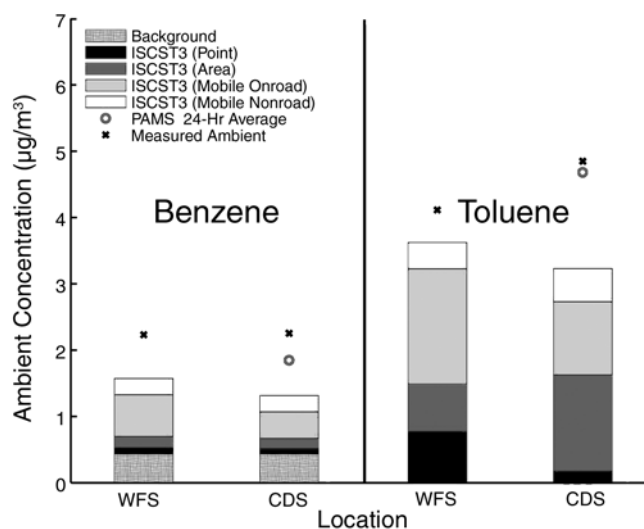 7
6
5
4
3
2
1
0
Ambient Concentration (µg/m³)
Background
ISCST3 (Point)
ISCST3 (Area)
ISCST3 (Mobile Onroad)
ISCST3 (Mobile Nonroad)
PAMS 24-Hr Average
Measured Ambient
Benzene
Toluene
WFS CDS WFS CDS
Location